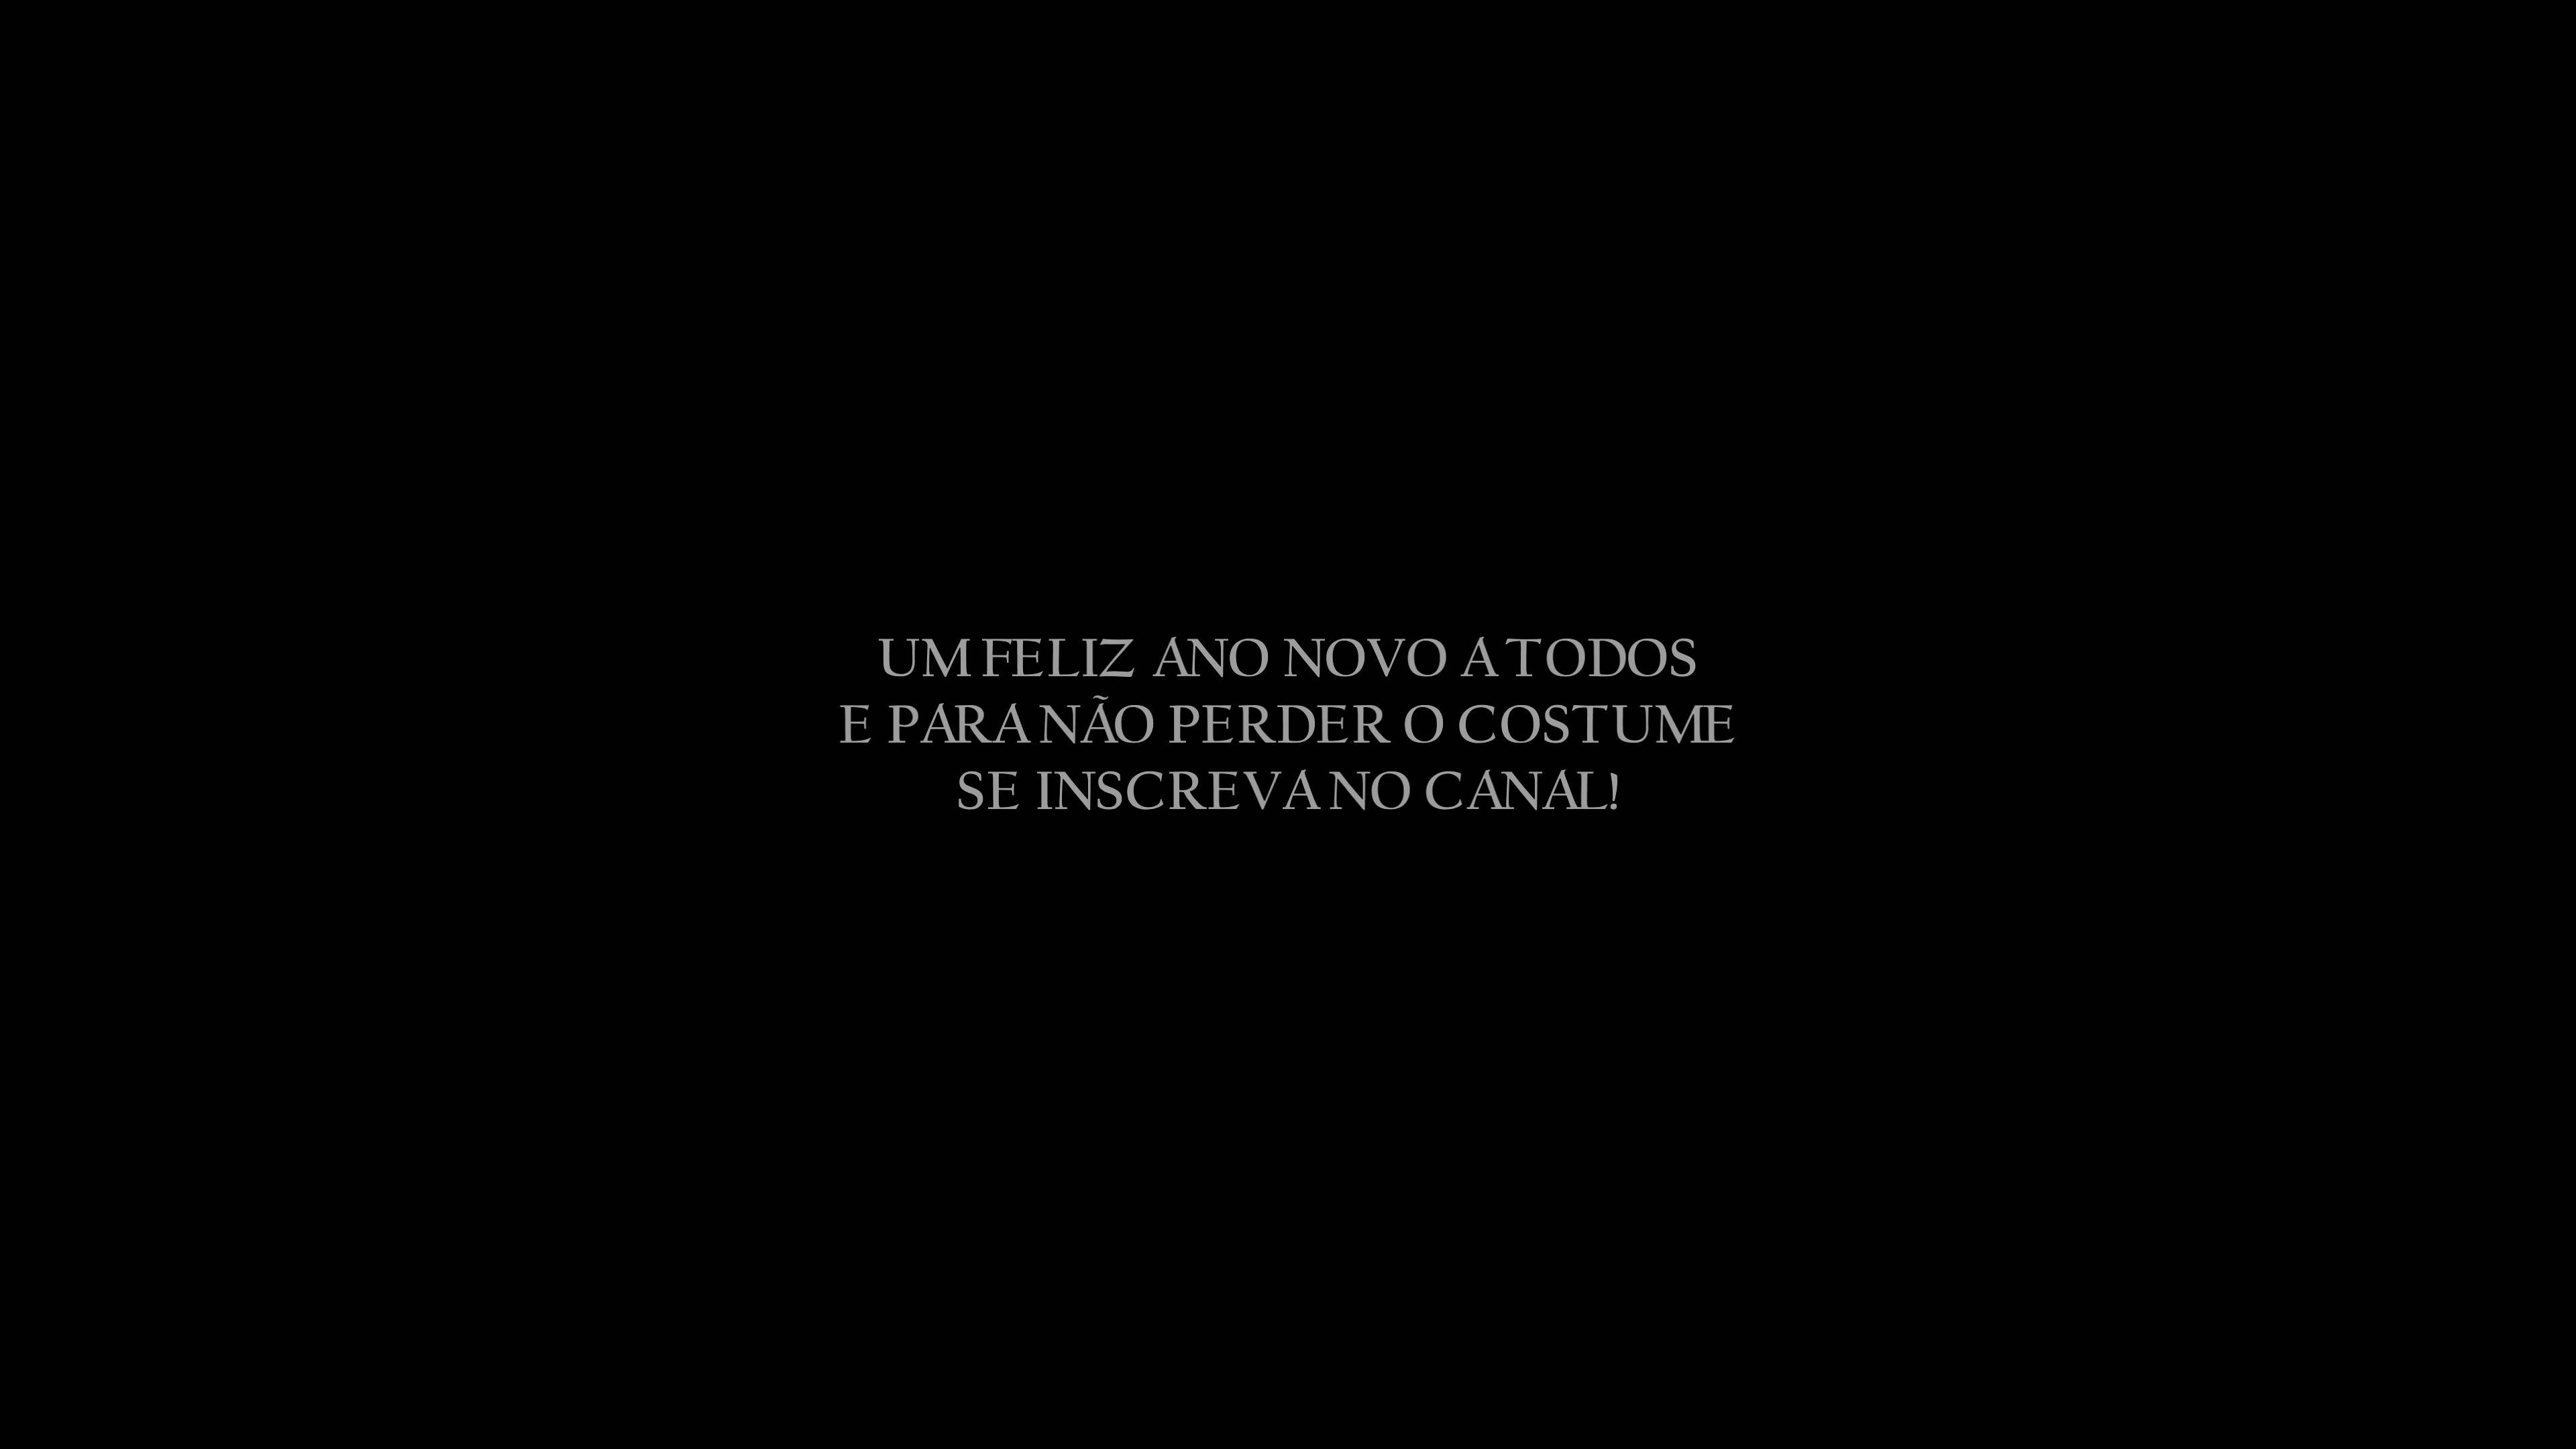 UM FELIZ ANO NOVO A TODOS
E PARA NÃO PERDER O COSTUME
SE INSCREVA NO CANAL!